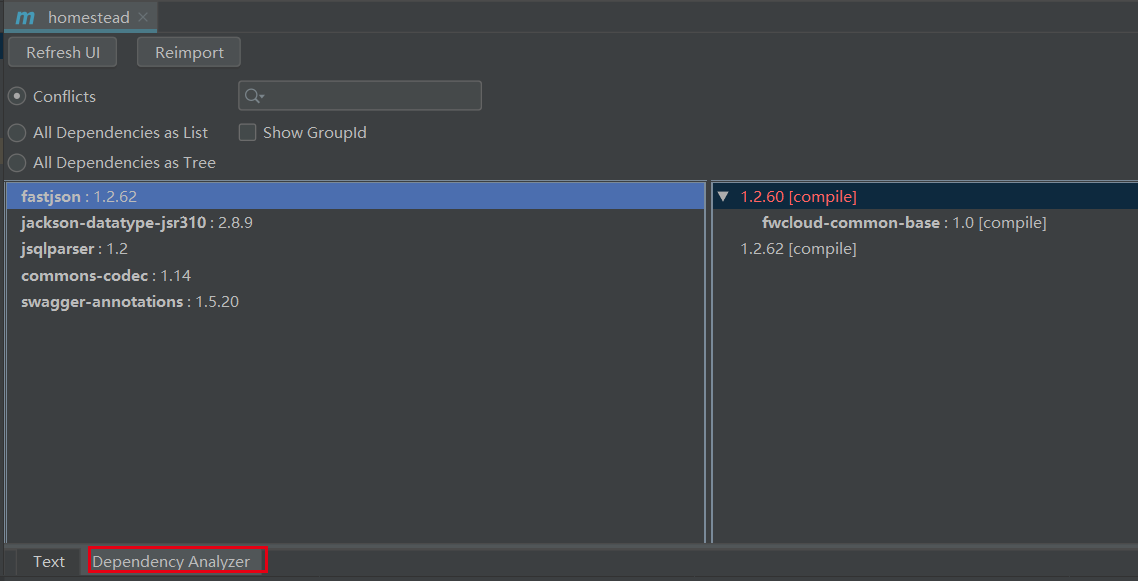 m homestead
Refresh UI Reimport
Conflicts
All Dependencies as List Show GroupId
All Dependencies as Tree
fastjson : 1.2.62
jackson-datatype-jsr310 : 2.8.9
jsqlparser : 1.2
commons-codec : 1.14
swagger-annotations : 1.5.20
1.2.60 [compile]
fwcloud-common-base : 1.0 [compile]
1.2.62 [compile]
Text Dependency Analyzer